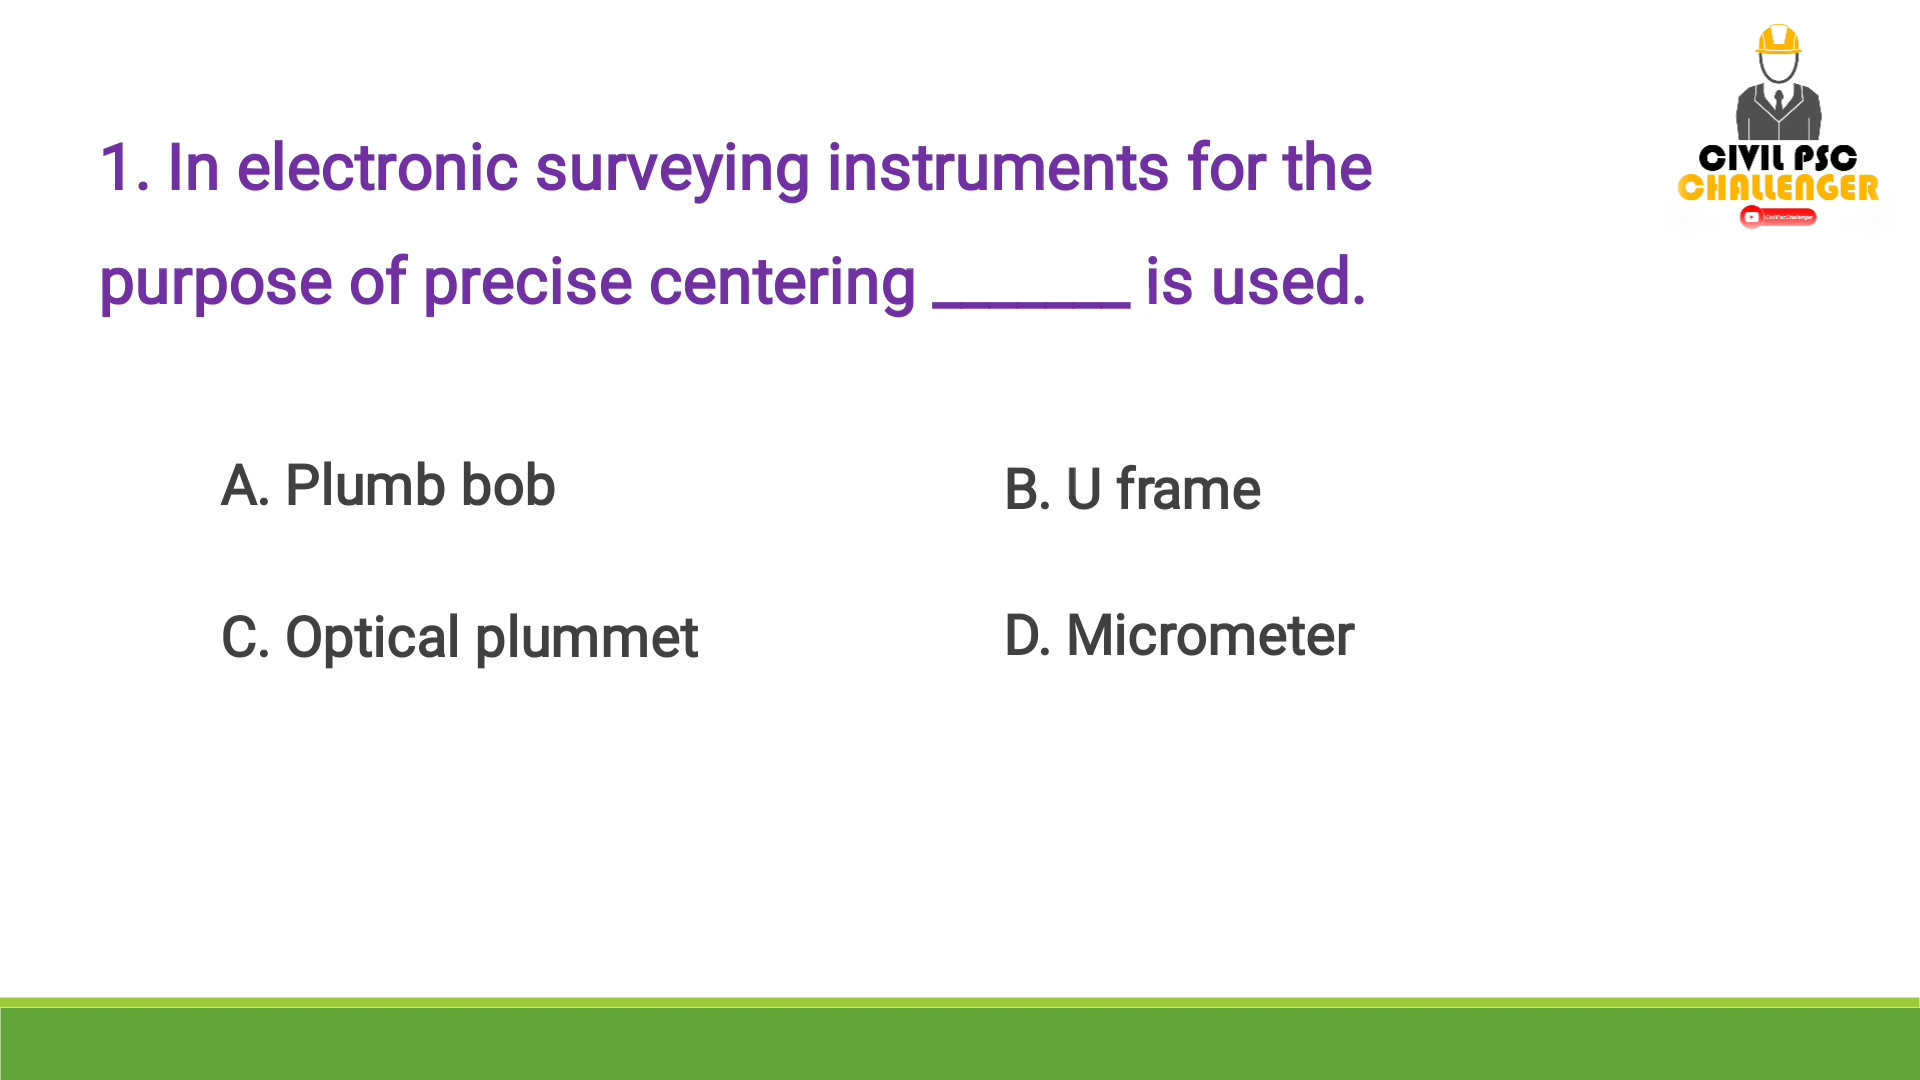 1. In electronic surveying instruments for the
purpose of precise centering _______ is used.
A. Plumb bob
B. U frame
C. Optical plummet
D. Micrometer
CIVIL PSC
CHALLENGER